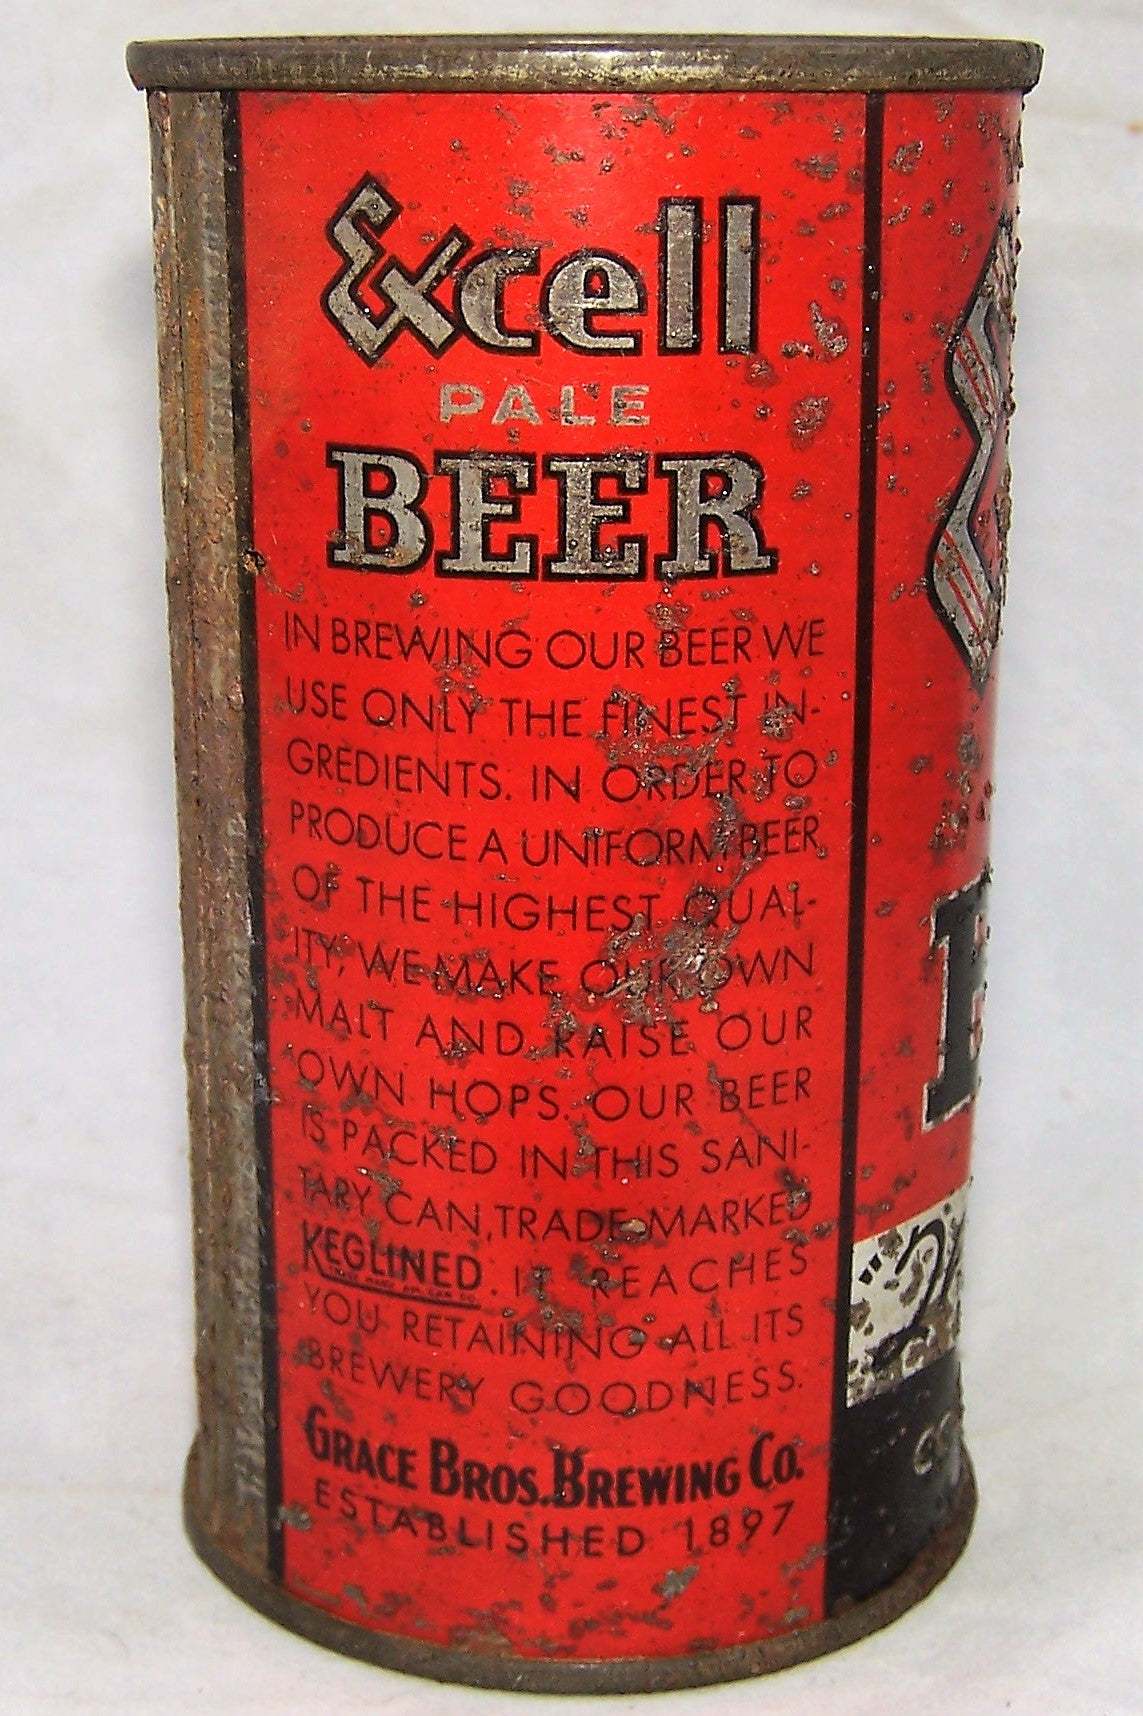 Excell
PALE
BEER
IN BREWING OUR BEER WE
USE ONLY THE FINEST IN-
GREDIENTS. IN ORDER TO
PRODUCE A UNIFORM BEER
OF THE HIGHEST QUAL-
ITY, WE MAKE OUR OWN
MALT AND RAISE OUR
OWN HOPS. OUR BEER
IS PACKED IN THIS SANI-
TARY CAN, TRADE-MARKED
KEGLINED. IT REACHES
YOU RETAINING ALL ITS
BREWERY GOODNESS.
GRACE BROS. BREWING CO.
ESTABLISHED 1897